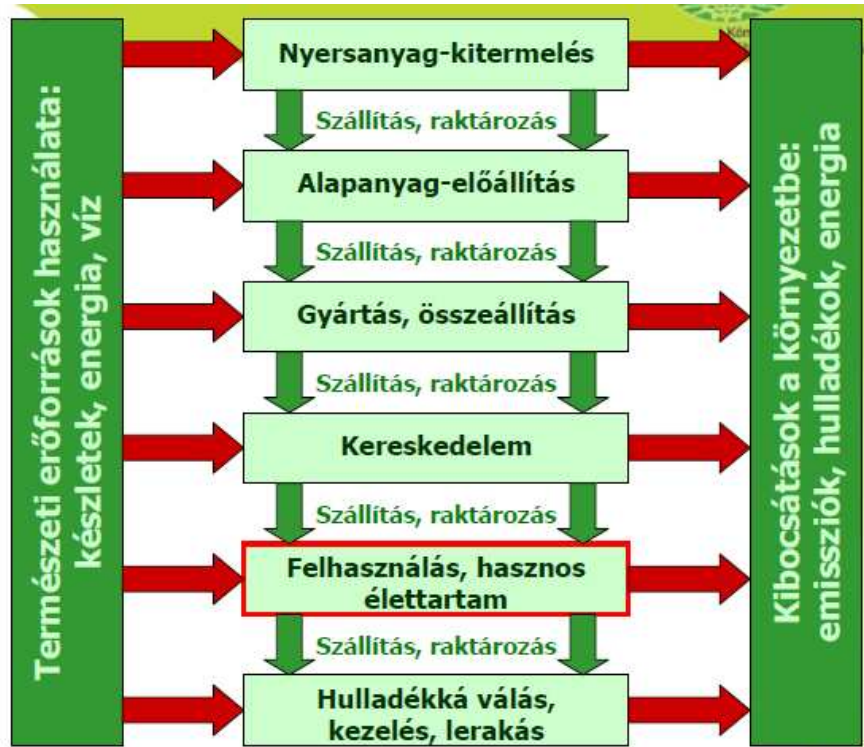 Természeti erőforrások használata:
készletek, energia, víz
Nyersanyag-kitermelés
Szállítás, raktározás
Alapanyag-előállítás
Szállítás, raktározás
Gyártás, összeállítás
Szállítás, raktározás
Kereskedelem
Szállítás, raktározás
Felhasználás, hasznos
élettartam
Szállítás, raktározás
Hulladékká válás,
kezelés, lerakás
Kibocsátások a környezetbe:
emissziók, hulladékok, energia